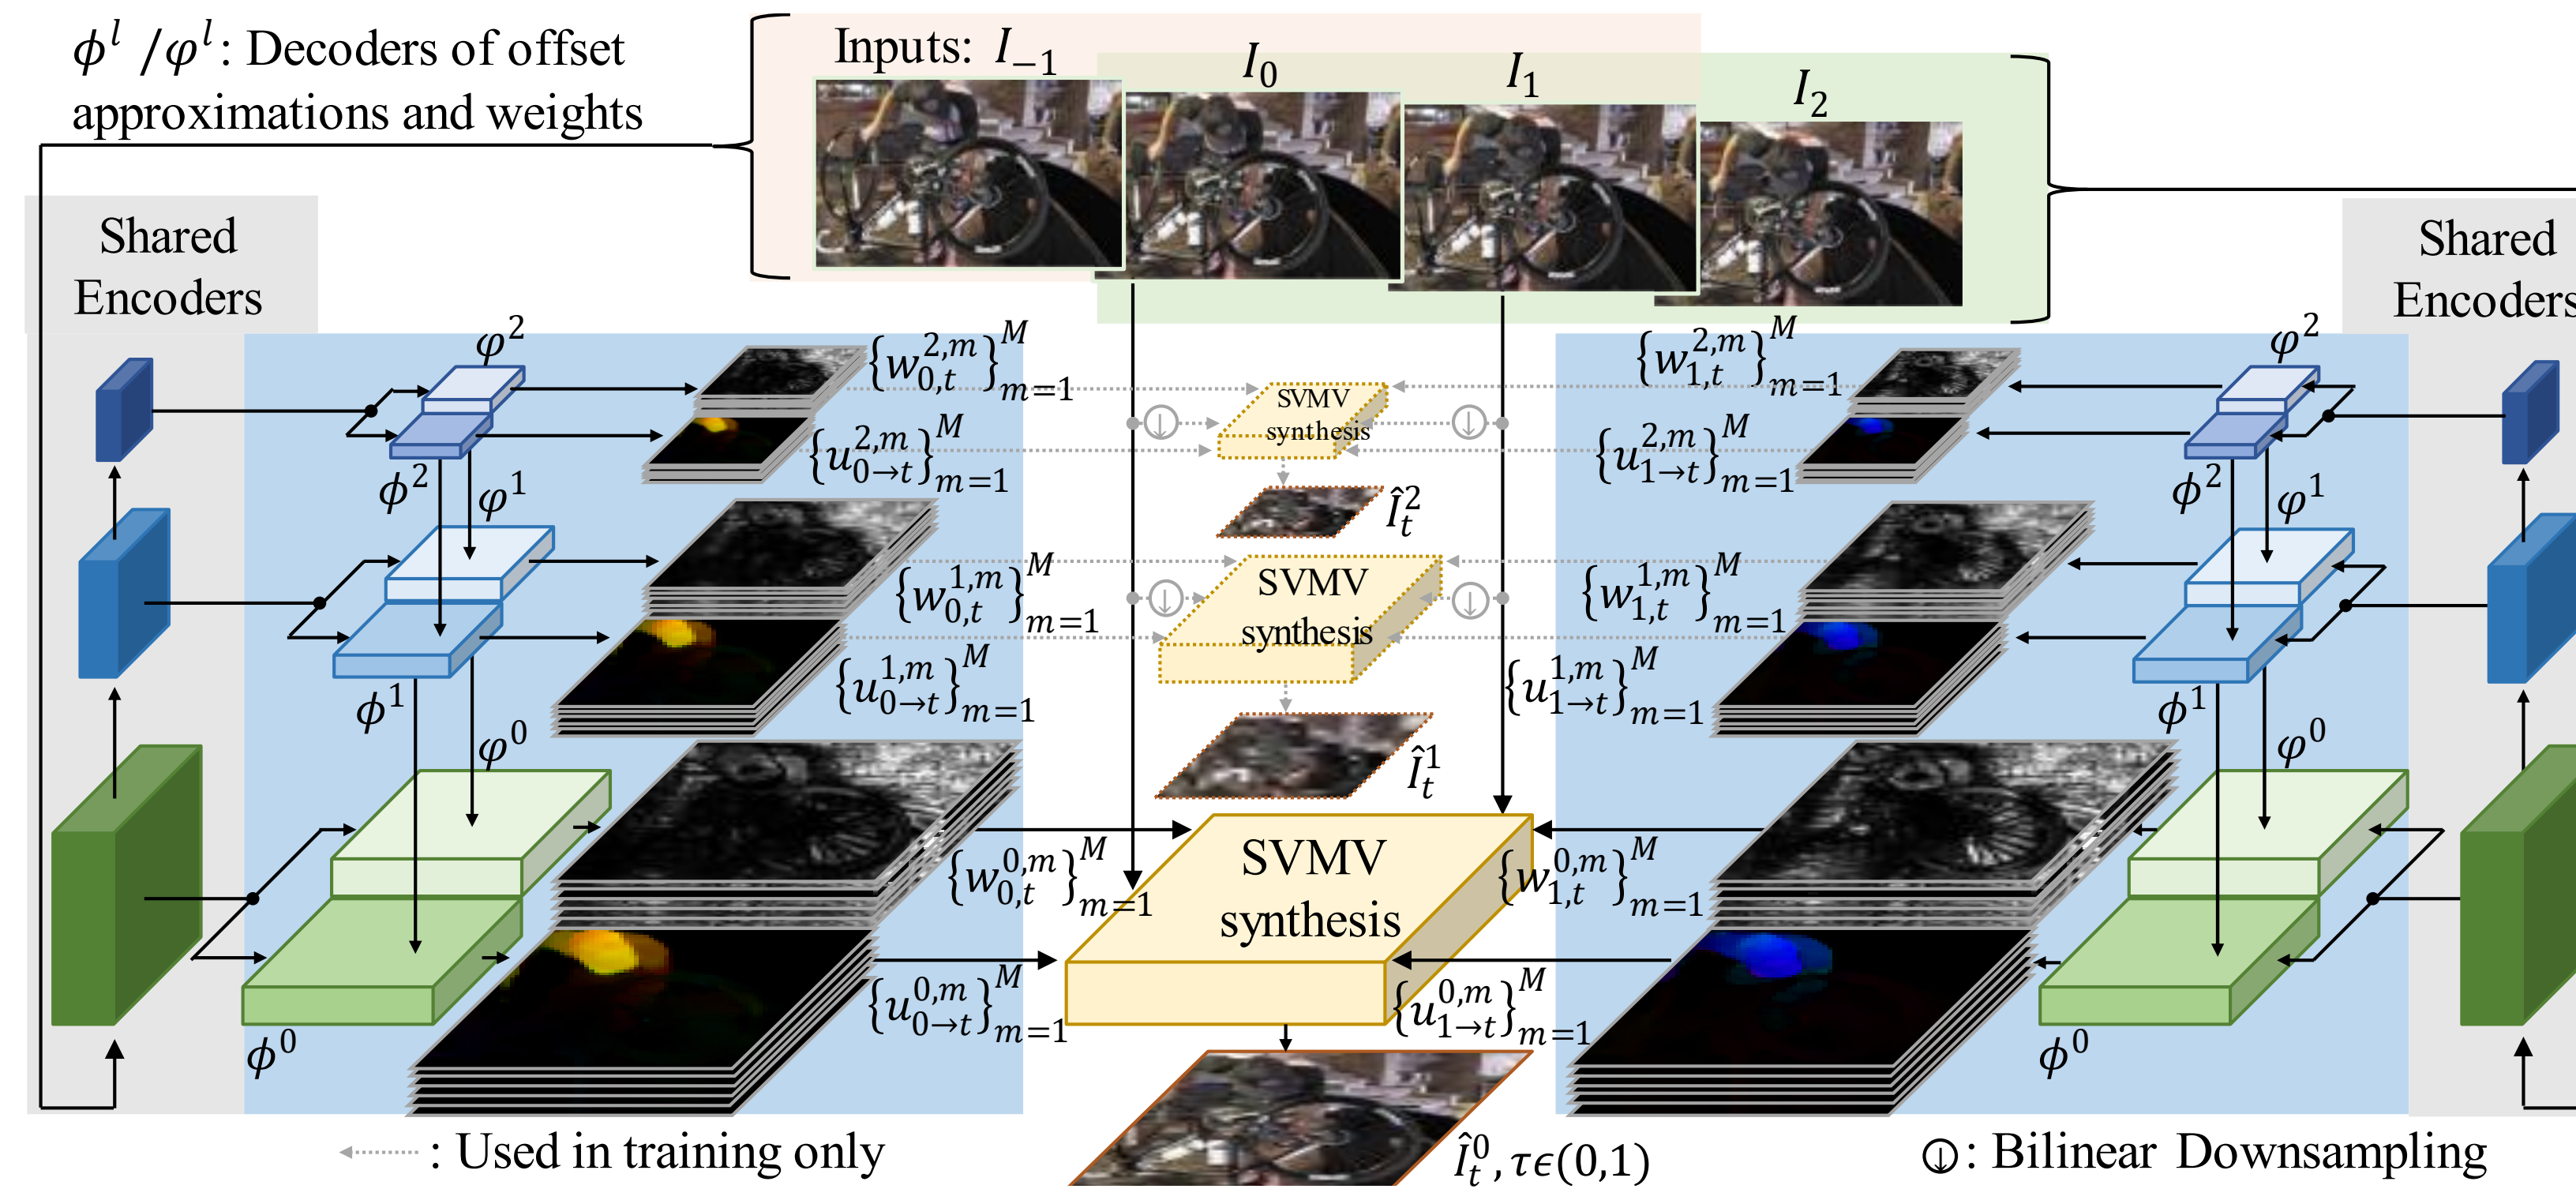 ϕ^l /φ^l: Decoders of offset
approximations and weights
Inputs: I_{−1}
I_0
I_1
I_2
Shared
Encoders
Shared
Encoders
φ^2
{w_{0,t}^{2,m}}_{m=1}^M
{w_{1,t}^{2,m}}_{m=1}^M
φ^2
SVMV
synthesis
{u_{0→t}^{2,m}}_{m=1}^M
{u_{1→t}^{2,m}}_{m=1}^M
ϕ^2
φ^1
Î_t^2
ϕ^2
φ^1
{w_{0,t}^{1,m}}_{m=1}^M
SVMV
synthesis
{w_{1,t}^{1,m}}_{m=1}^M
{u_{0→t}^{1,m}}_{m=1}^M
{u_{1→t}^{1,m}}_{m=1}^M
ϕ^1
φ^0
Î_t^1
ϕ^1
φ^0
{w_{0,t}^{0,m}}_{m=1}^M
SVMV
synthesis
{w_{1,t}^{0,m}}_{m=1}^M
{u_{0→t}^{0,m}}_{m=1}^M
{u_{1→t}^{0,m}}_{m=1}^M
ϕ^0
ϕ^0
: Used in training only
Î_t^0, τϵ(0,1)
↓: Bilinear Downsampling